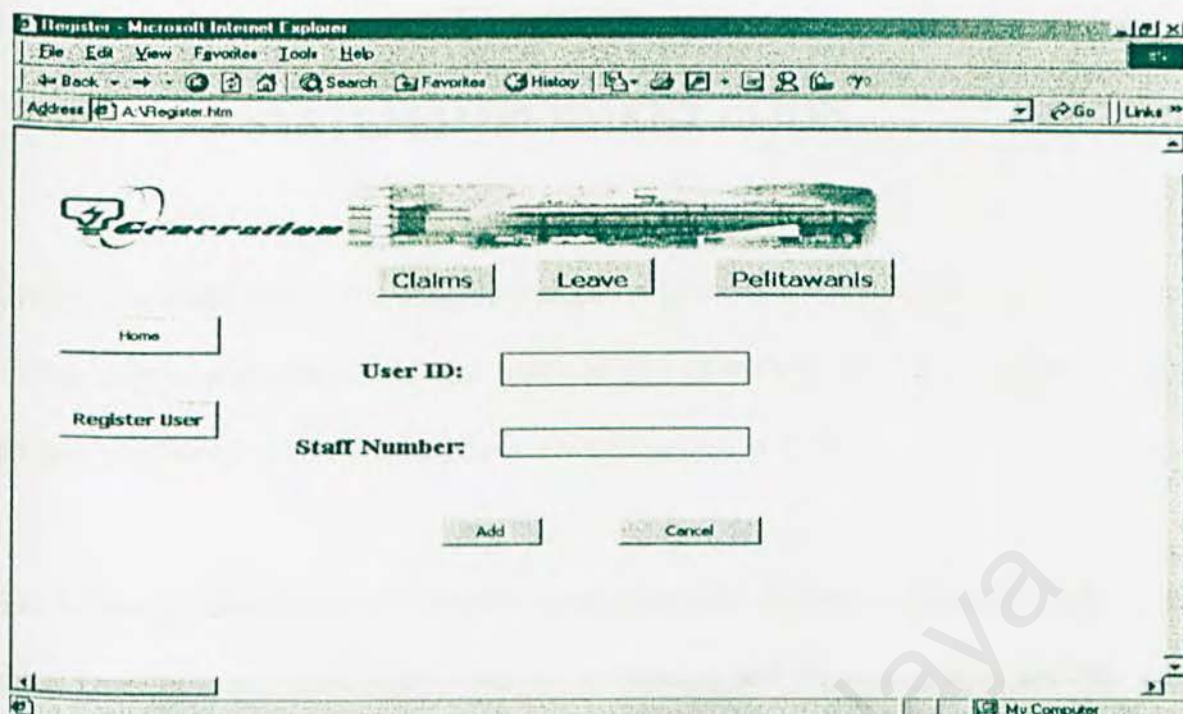 Register - Microsoft Internet Explorer
File Edit View Favorites Tools Help
Back Search Favorites History
Address A:\Register.htm Go Links »
Generation
Claims Leave Pelitawanis
Home
User ID:
Register User
Staff Number:
Add Cancel
My Computer
laya